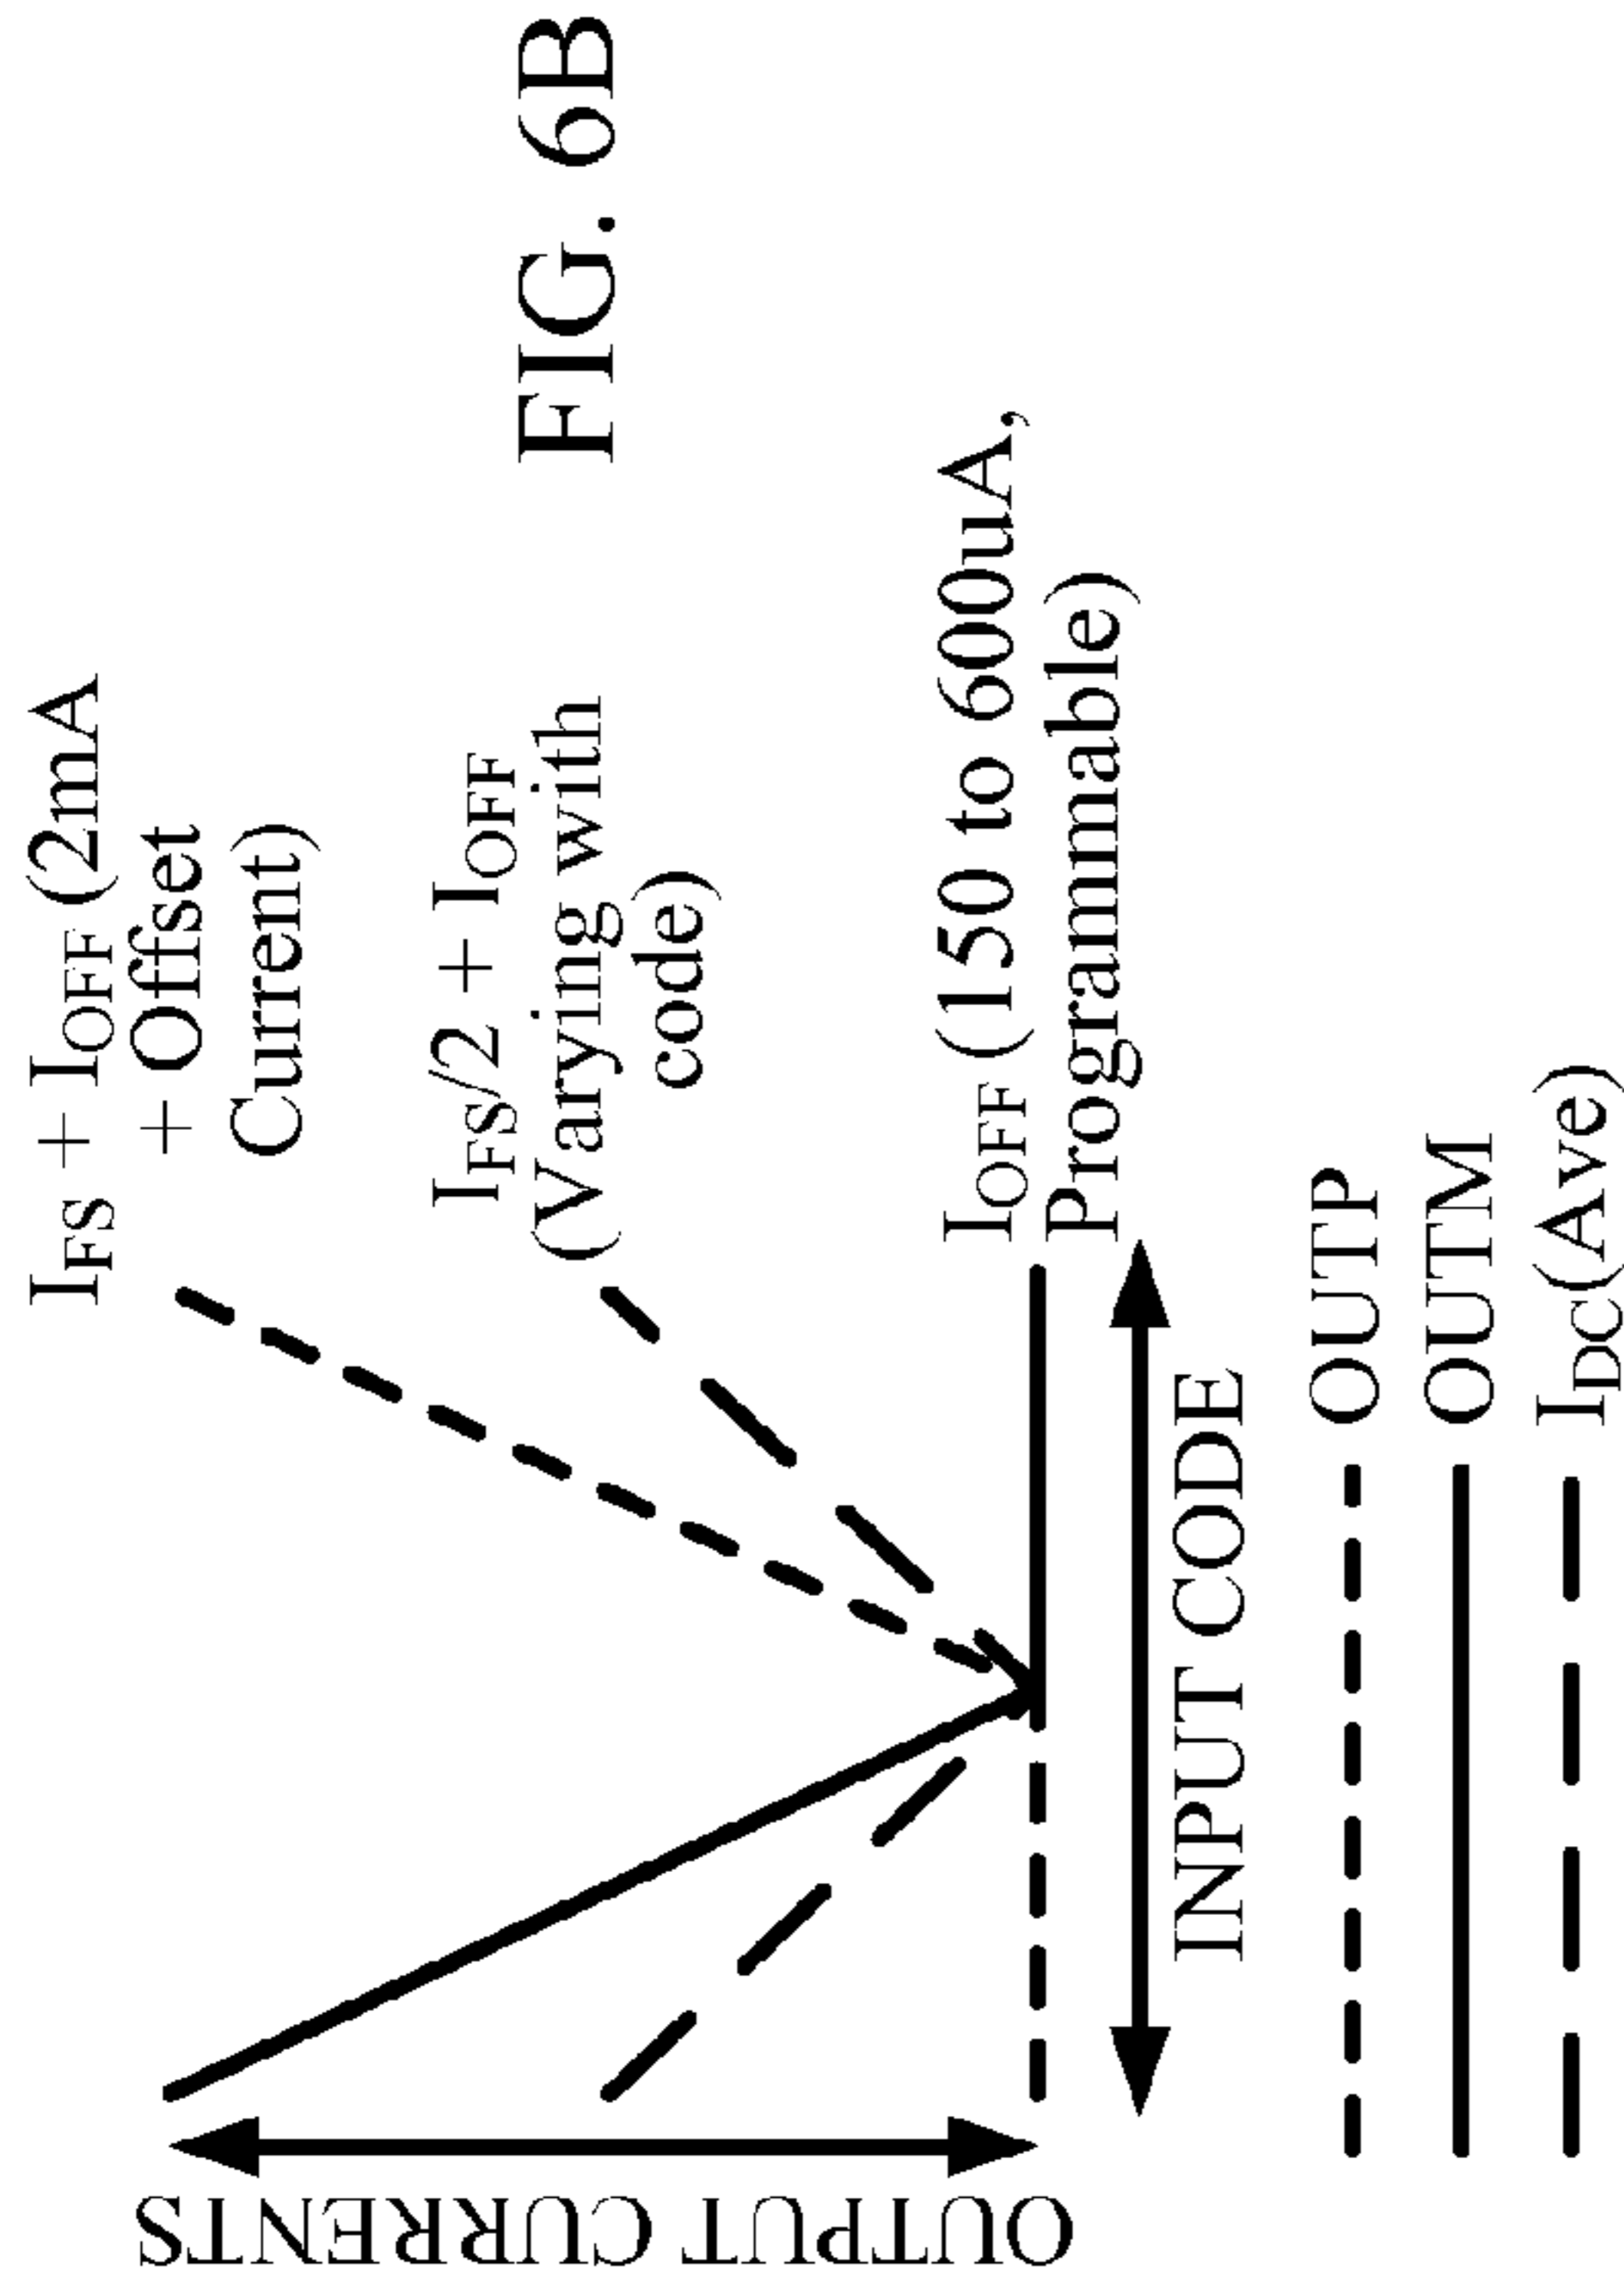 IFS + IOFF (2mA
+ Offset
Current)
IFS/2 + IOFF
(Varying with
code)
FIG. 6B
IOFF (150 to 600uA,
Programmable)
OUTPUT CURRENTS
INPUT CODE
OUTP
OUTM
IDC(Ave)